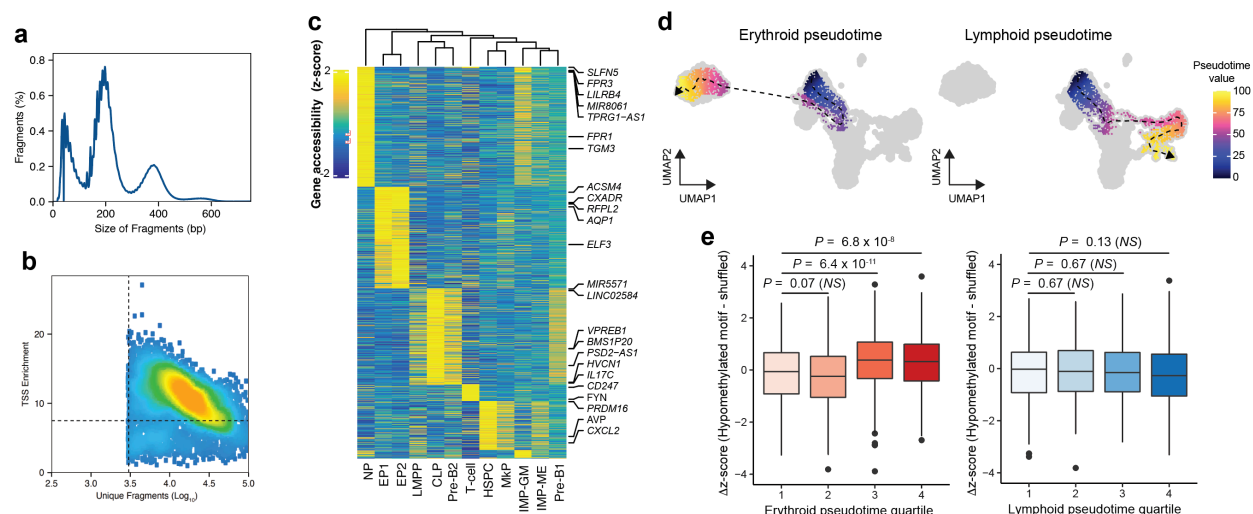 a
0.8
0.6
0.4
0.2
0.0
Fragments (%)
0
200
400
600
Size of Fragments (bp)
b
20
10
0
TSS Enrichment
2.5
3.0
3.5
4.0
4.5
5.0
Unique Fragments (Log10)
c
Gene accessibility (z-score)
2
-2
SLFN5
FPR3
LILRB4
MIR8061
TPRG1−AS1
FPR1
TGM3
ACSM4
CXADR
RFPL2
AQP1
ELF3
MIR5571
LINC02584
VPREB1
BMS1P20
PSD2−AS1
HVCN1
IL17C
CD247
FYN
PRDM16
AVP
CXCL2
NP
EP1
EP2
LMPP
CLP
Pre-B2
T-cell
HSPC
MkP
IMP-GM
IMP-ME
Pre-B1
d
Erythroid pseudotime
Lymphoid pseudotime
Pseudotime
value
100
75
50
25
0
UMAP2
UMAP1
UMAP2
UMAP1
e
P = 6.8 x 10-8
P = 6.4 x 10-11
P = 0.07 (NS)
4
2
0
−2
−4
Δz-score (Hypomethylated motif - shuffled)
1
2
3
4
Erythroid pseudotime quartile
P = 0.13 (NS)
P = 0.67 (NS)
P = 0.67 (NS)
4
2
0
−2
−4
Δz-score (Hypomethylated motif - shuffled)
1
2
3
4
Lymphoid pseudotime quartile